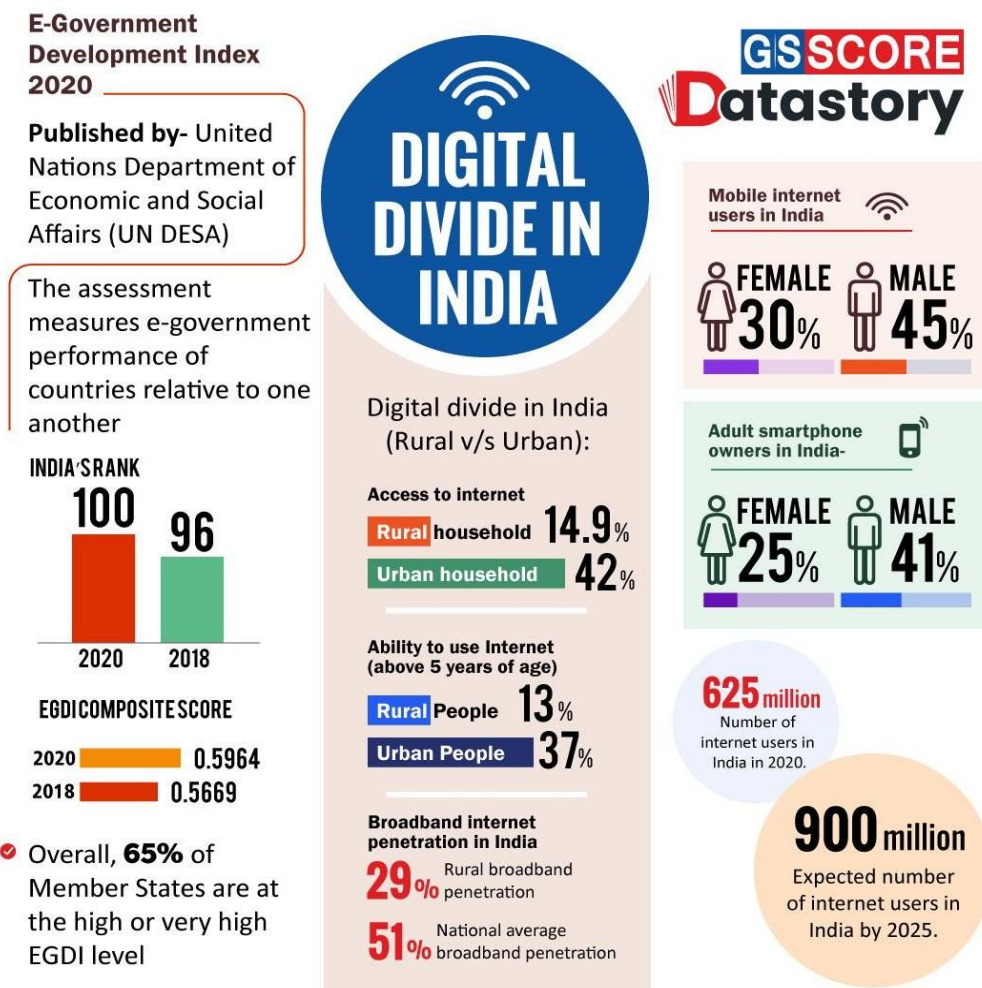 E-Government
Development Index
2020
Published by- United
Nations Department of
Economic and Social
Affairs (UN DESA)
The assessment
measures e-government
performance of
countries relative to one
another
INDIA'S RANK
100
96
2020
2018
EGDI COMPOSITE SCORE
2020 0.5964
2018 0.5669
Overall, 65% of
Member States are at
the high or very high
EGDI level
DIGITAL
DIVIDE IN
INDIA
Digital divide in India
(Rural v/s Urban):
Access to internet
Rural household 14.9%
Urban household 42%
Ability to use Internet
(above 5 years of age)
Rural People 13%
Urban People 37%
Broadband internet
penetration in India
29% Rural broadband
penetration
51% National average
broadband penetration
GSSCORE
Datastory
Mobile internet
users in India
FEMALE
30%
MALE
45%
Adult smartphone
owners in India-
FEMALE
25%
MALE
41%
625 million
Number of
internet users in
India in 2020.
900 million
Expected number
of internet users in
India by 2025.